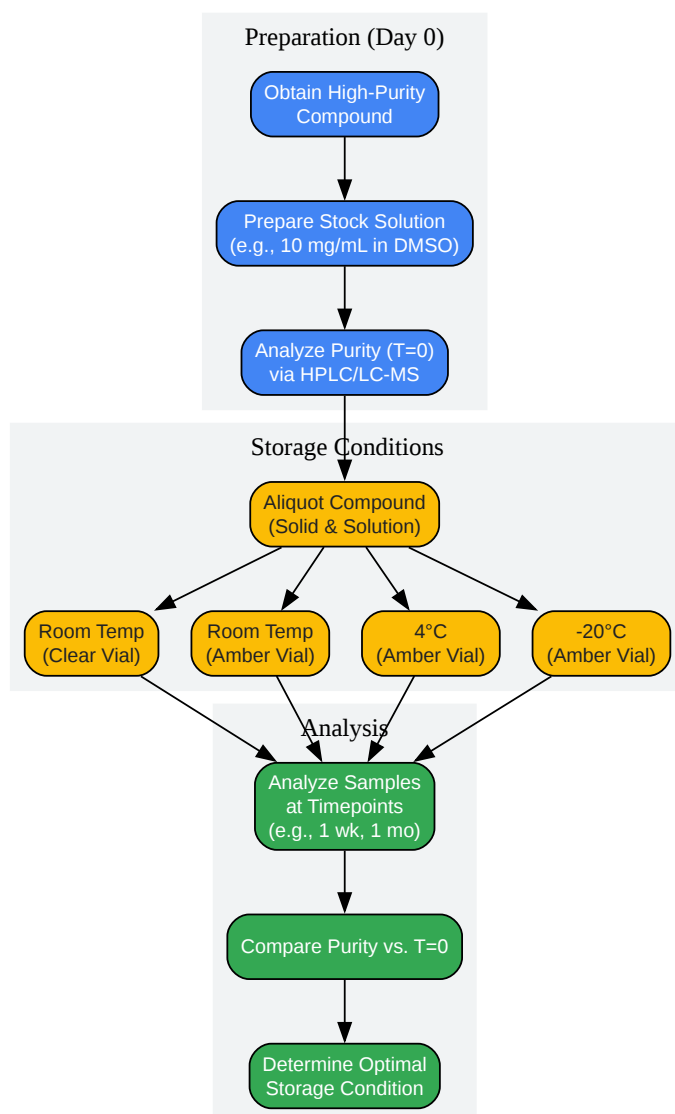 Preparation (Day 0)
Obtain High-Purity
Compound
Prepare Stock Solution
(e.g., 10 mg/mL in DMSO)
Analyze Purity (T=0)
via HPLC/LC-MS
Storage Conditions
Aliquot Compound
(Solid & Solution)
Room Temp
(Clear Vial)
Room Temp
(Amber Vial)
4°C
(Amber Vial)
-20°C
(Amber Vial)
Analysis
Analyze Samples
at Timepoints
(e.g., 1 wk, 1 mo)
Compare Purity vs. T=0
Determine Optimal
Storage Condition